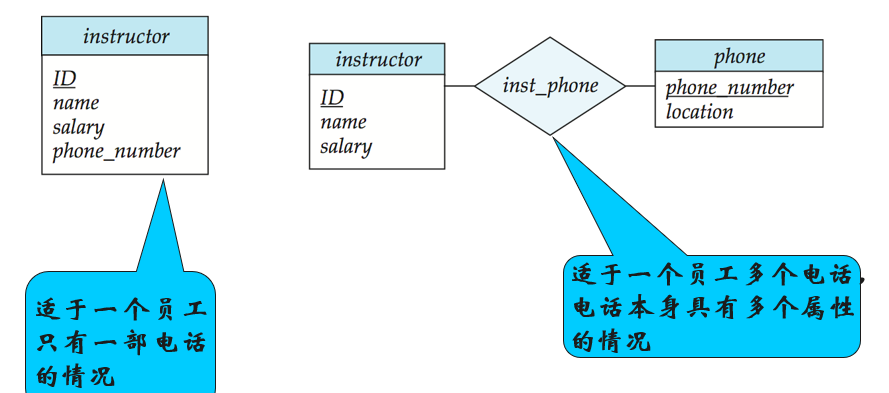 instructor
ID
name
salary
phone_number
适于一个员工
只有一部电话
的情况
instructor
ID
name
salary
inst_phone
phone
phone_number
location
适于一个员工多个电话，
电话本身具有多个属性
的情况